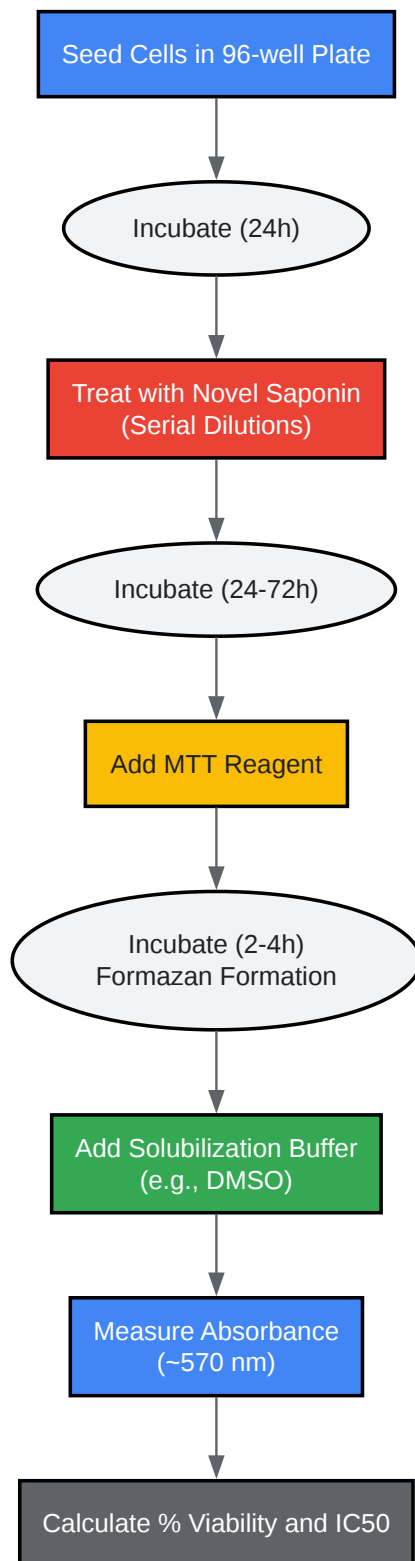 Seed Cells in 96-well Plate
Incubate (24h)
Treat with Novel Saponin
(Serial Dilutions)
Incubate (24-72h)
Add MTT Reagent
Incubate (2-4h)
Formazan Formation
Add Solubilization Buffer
(e.g., DMSO)
Measure Absorbance
(~570 nm)
Calculate % Viability and IC50